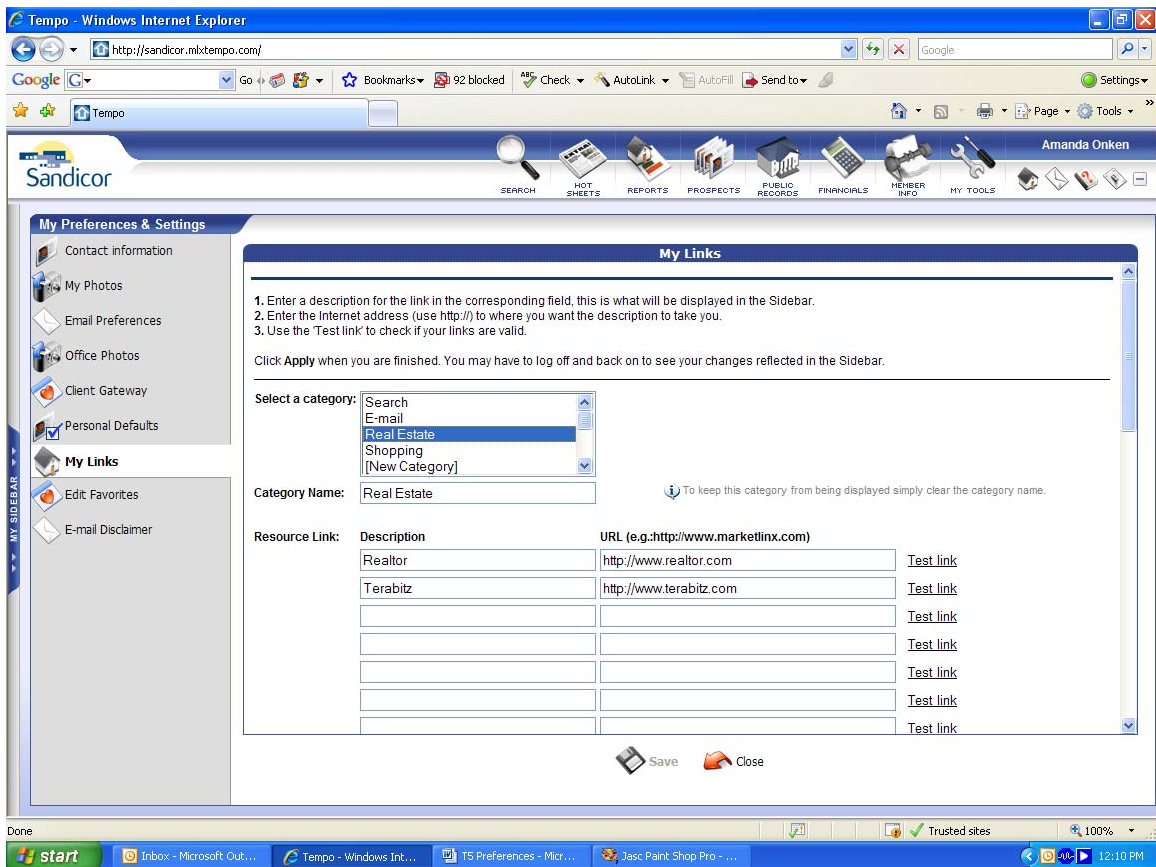 Tempo - Windows Internet Explorer
http://sandicor.mlxtempo.com/
Google
Google G Go Bookmarks 92 blocked ABC Check AutoLink AutoFill Send to Settings
Tempo
Page Tools »
Sandicor
SEARCH
HOT SHEETS
REPORTS
PROSPECTS
PUBLIC RECORDS
FINANCIALS
MEMBER INFO
MY TOOLS
Amanda Onken
My Preferences & Settings
Contact information
My Photos
Email Preferences
Office Photos
Client Gateway
Personal Defaults
My Links
Edit Favorites
E-mail Disclaimer
MY SIDEBAR
My Links
1. Enter a description for the link in the corresponding field, this is what will be displayed in the Sidebar.
2. Enter the Internet address (use http://) to where you want the description to take you.
3. Use the 'Test link' to check if your links are valid.
Click Apply when you are finished. You may have to log off and back on to see your changes reflected in the Sidebar.
Select a category:
Search
E-mail
Real Estate
Shopping
[New Category]
Category Name: Real Estate
To keep this category from being displayed simply clear the category name.
Resource Link: Description URL (e.g.:http://www.marketlinx.com)
Realtor http://www.realtor.com Test link
Terabitz http://www.terabitz.com Test link
Test link
Test link
Test link
Test link
Test link
Save Close
Done Trusted sites 100%
start Inbox - Microsoft Out... Tempo - Windows Int... T5 Preferences - Micr... Jasc Paint Shop Pro - ... 12:10 PM